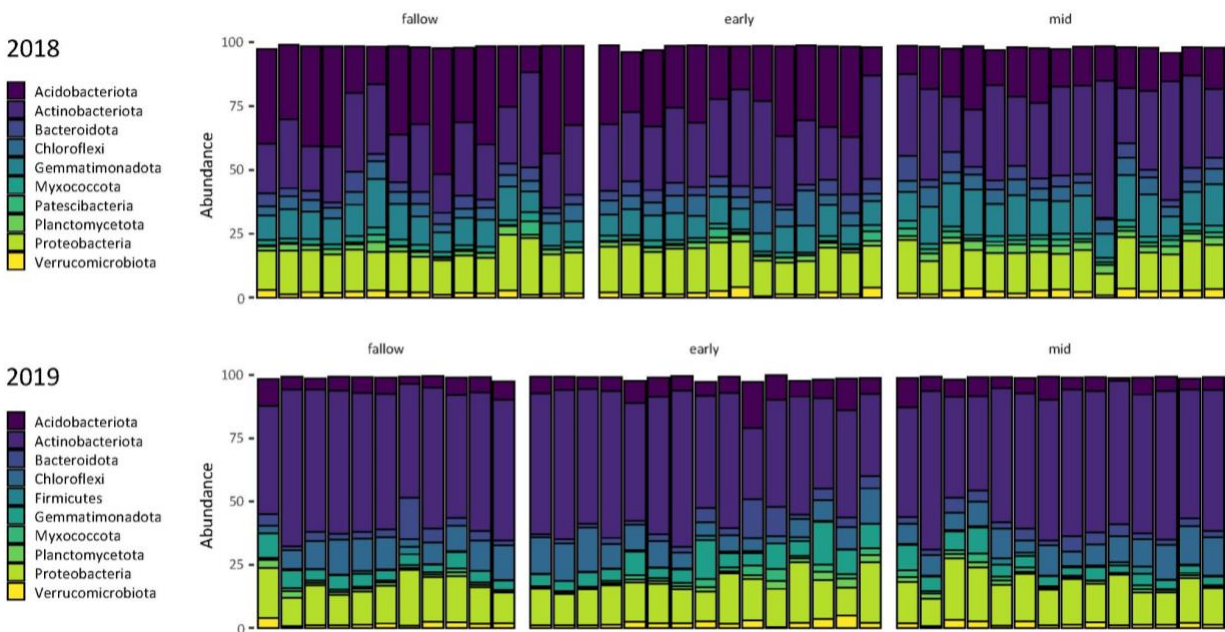 fallow early mid
2018
Acidobacteriota
Actinobacteriota
Bacteroidota
Chloroflexi
Gemmatimonadota
Myxococcota
Patescibacteria
Planctomycetota
Proteobacteria
Verrucomicrobiota
Abundance
100
75
50
25
0
fallow early mid
2019
Acidobacteriota
Actinobacteriota
Bacteroidota
Chloroflexi
Firmicutes
Gemmatimonadota
Myxococcota
Planctomycetota
Proteobacteria
Verrucomicrobiota
Abundance
100
75
50
25
0